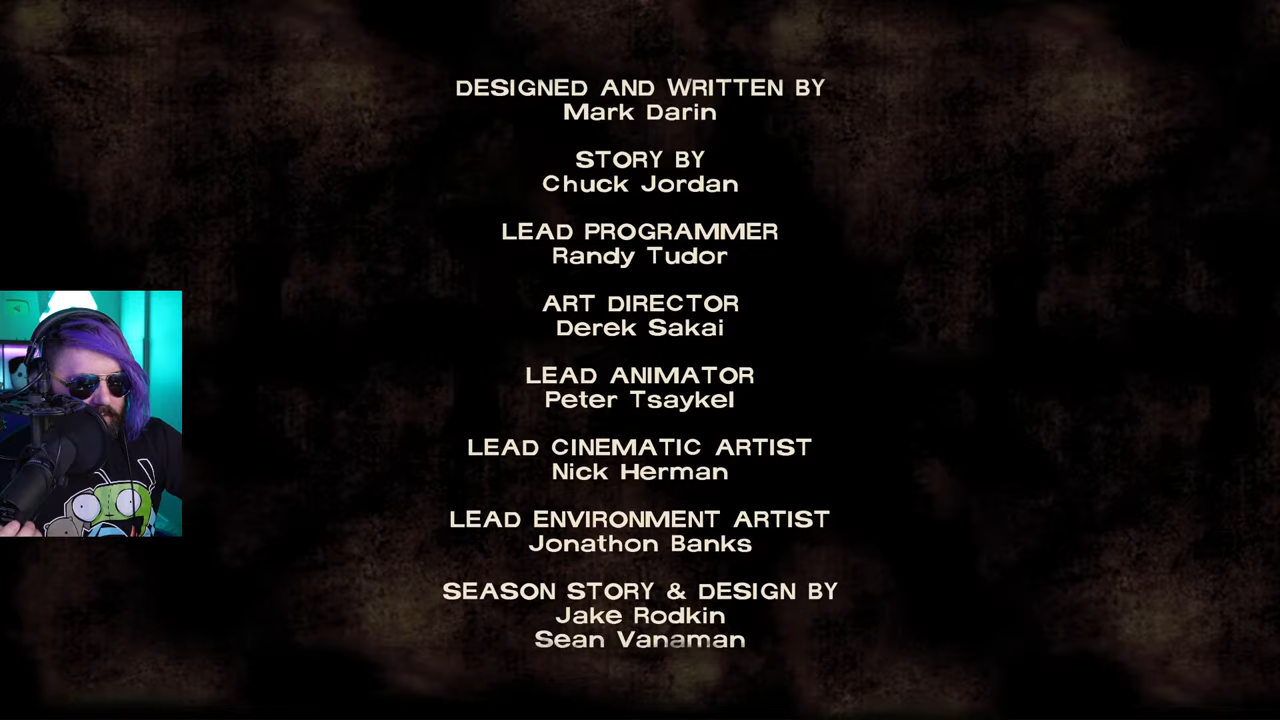 DESIGNED AND WRITTEN BY
Mark Darin
STORY BY
Chuck Jordan
LEAD PROGRAMMER
Randy Tudor
ART DIRECTOR
Derek Sakai
LEAD ANIMATOR
Peter Tsaykel
LEAD CINEMATIC ARTIST
Nick Herman
LEAD ENVIRONMENT ARTIST
Jonathon Banks
SEASON STORY & DESIGN BY
Jake Rodkin
Sean Vanaman